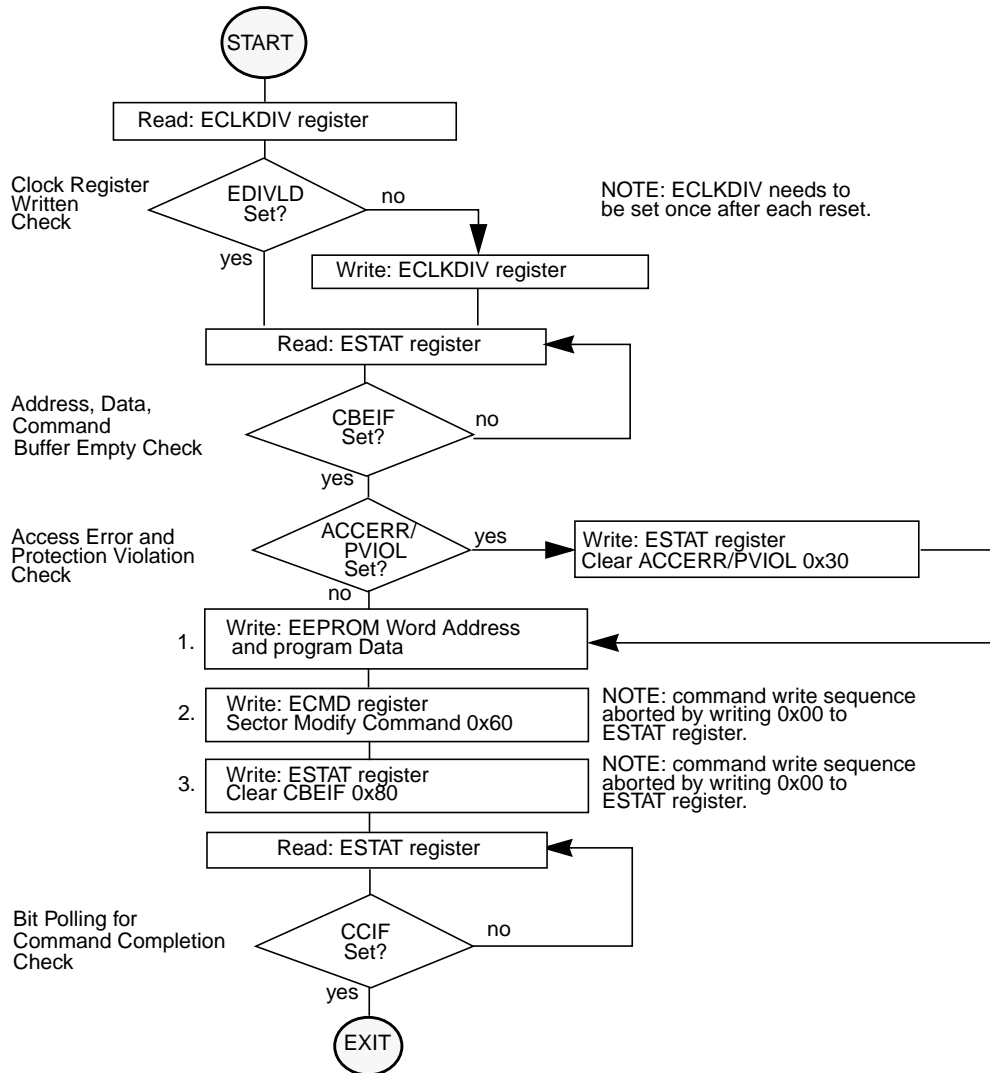 START
Read: ECLKDIV register
Clock Register
Written
Check
EDIVLD
Set?
no
yes
NOTE: ECLKDIV needs to
be set once after each reset.
Write: ECLKDIV register
Read: ESTAT register
Address, Data,
Command
Buffer Empty Check
CBEIF
Set?
no
yes
Access Error and
Protection Violation
Check
ACCERR/
PVIOL
Set?
yes
no
Write: ESTAT register
Clear ACCERR/PVIOL 0x30
1.
Write: EEPROM Word Address
and program Data
2.
Write: ECMD register
Sector Modify Command 0x60
NOTE: command write sequence
aborted by writing 0x00 to
ESTAT register.
3.
Write: ESTAT register
Clear CBEIF 0x80
NOTE: command write sequence
aborted by writing 0x00 to
ESTAT register.
Read: ESTAT register
Bit Polling for
Command Completion
Check
CCIF
Set?
no
yes
EXIT